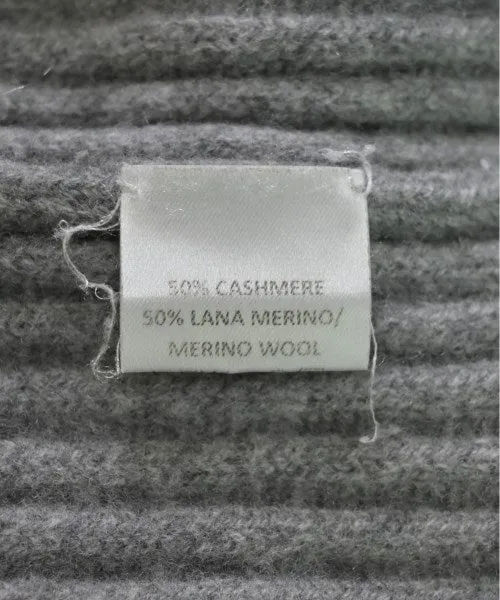 50% CASHMERE
50% LANA MERINO/
MERINO WOOL